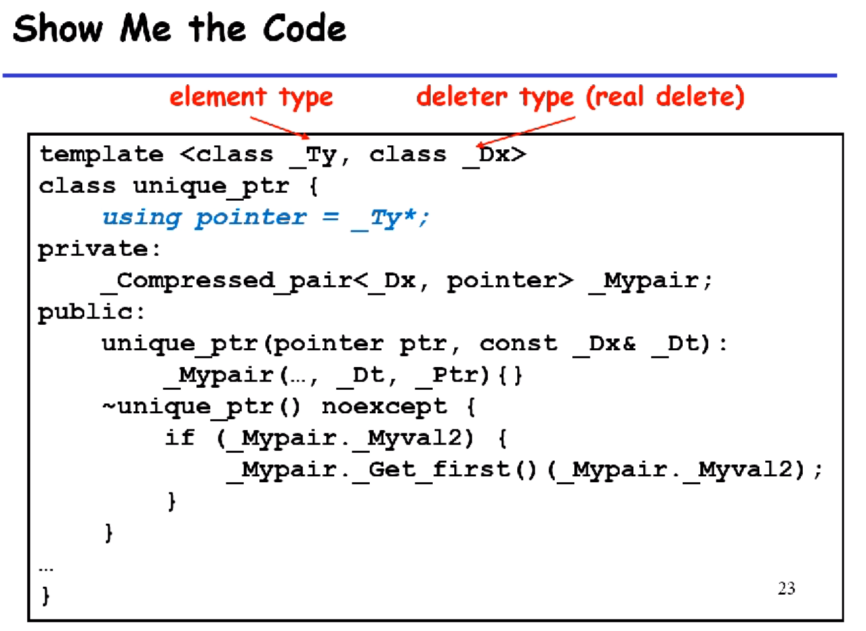 Show Me the Code
element type deleter type (real delete)
template <class _Ty, class _Dx>
class unique_ptr {
using pointer = _Ty*;
private:
_Compressed_pair<_Dx, pointer> _Mypair;
public:
unique_ptr(pointer ptr, const _Dx& _Dt):
_Mypair(…, _Dt, _Ptr){}
~unique_ptr() noexcept {
if (_Mypair._Myval2) {
_Mypair._Get_first()(_Mypair._Myval2);
}
}
…
}
23